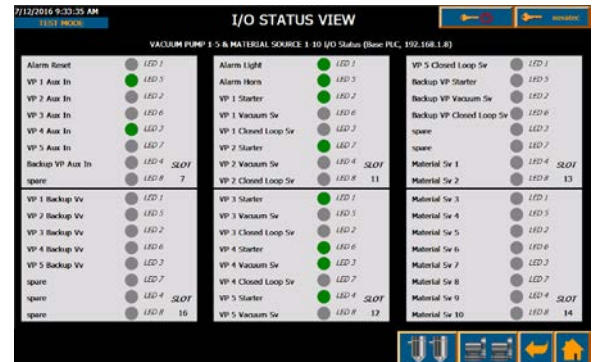 7/12/2016 9:33:35 AM
TEST MODE
I/O STATUS VIEW
novatec
VACUUM PUMP 1-5 & MATERIAL SOURCE 1-10 I/O Status (Base PLC, 192.168.1.8)
Alarm Reset LED 1
VP 1 Aux In LED 5
VP 2 Aux In LED 2
VP 3 Aux In LED 6
VP 4 Aux In LED 3
VP 5 Aux In LED 7
Backup VP Aux In LED 4 SLOT
spare LED 8 7
Alarm Light LED 1
Alarm Horn LED 5
VP 1 Starter LED 2
VP 1 Vacuum Sv LED 6
VP 1 Closed Loop Sv LED 3
VP 2 Starter LED 7
VP 2 Vacuum Sv LED 4 SLOT
VP 2 Closed Loop Sv LED 8 11
VP 5 Closed Loop Sv LED 1
Backup VP Starter LED 5
Backup VP Vacuum Sv LED 2
Backup VP Closed Loop Sv LED 6
spare LED 3
spare LED 7
Material Sv 1 LED 4 SLOT
Material Sv 2 LED 8 13
VP 1 Backup Vv LED 1
VP 2 Backup Vv LED 5
VP 3 Backup Vv LED 2
VP 4 Backup Vv LED 6
VP 5 Backup Vv LED 3
spare LED 7
spare LED 4 SLOT
spare LED 8 16
VP 3 Starter LED 1
VP 3 Vacuum Sv LED 5
VP 3 Closed Loop Sv LED 2
VP 4 Starter LED 6
VP 4 Vacuum Sv LED 3
VP 4 Closed Loop Sv LED 7
VP 5 Starter LED 4 SLOT
VP 5 Vacuum Sv LED 8 12
Material Sv 3 LED 1
Material Sv 4 LED 5
Material Sv 5 LED 2
Material Sv 6 LED 6
Material Sv 7 LED 3
Material Sv 8 LED 7
Material Sv 9 LED 4 SLOT
Material Sv 10 LED 8 14